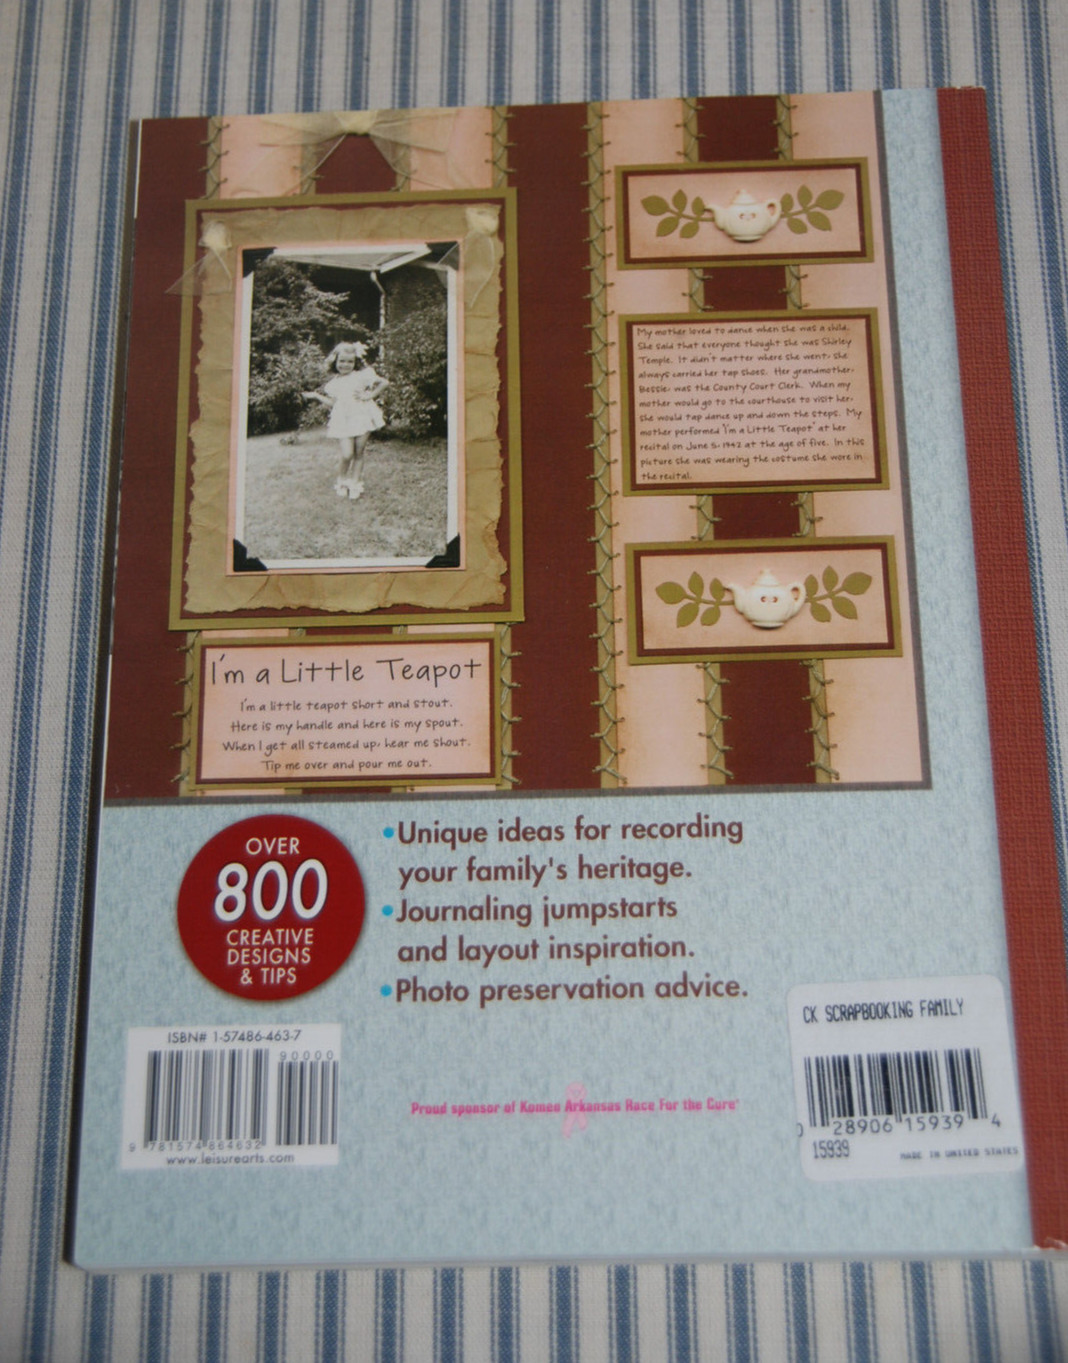 My mother loved to dance when she was a child.
She said that everyone thought she was Shirley
Temple. It didn't matter where she went, she
always carried her tap shoes. Her grandmother,
Bessie, was the County Court Clerk. When my
mother would go to the courthouse to visit her,
she would tap dance up and down the steps. My
mother performed "I'm a Little Teapot" at her
recital on June 5, 1942 at the age of five. In this
picture she was wearing the costume she wore in
the recital.
I'm a Little Teapot
I'm a little teapot short and stout.
Here is my handle and here is my spout.
When I get all steamed up, hear me shout.
Tip me over and pour me out.
OVER
800
CREATIVE
DESIGNS
& TIPS
•Unique ideas for recording
your family's heritage.
•Journaling jumpstarts
and layout inspiration.
•Photo preservation advice.
ISBN# 1-57486-463-7
90000
9 781574 864632
www.leisurearts.com
Proud sponsor of Komen Arkansas Race For the Cure®
CK SCRAPBOOKING FAMILY
0 28906 15939 4
15939
MADE IN UNITED STATES